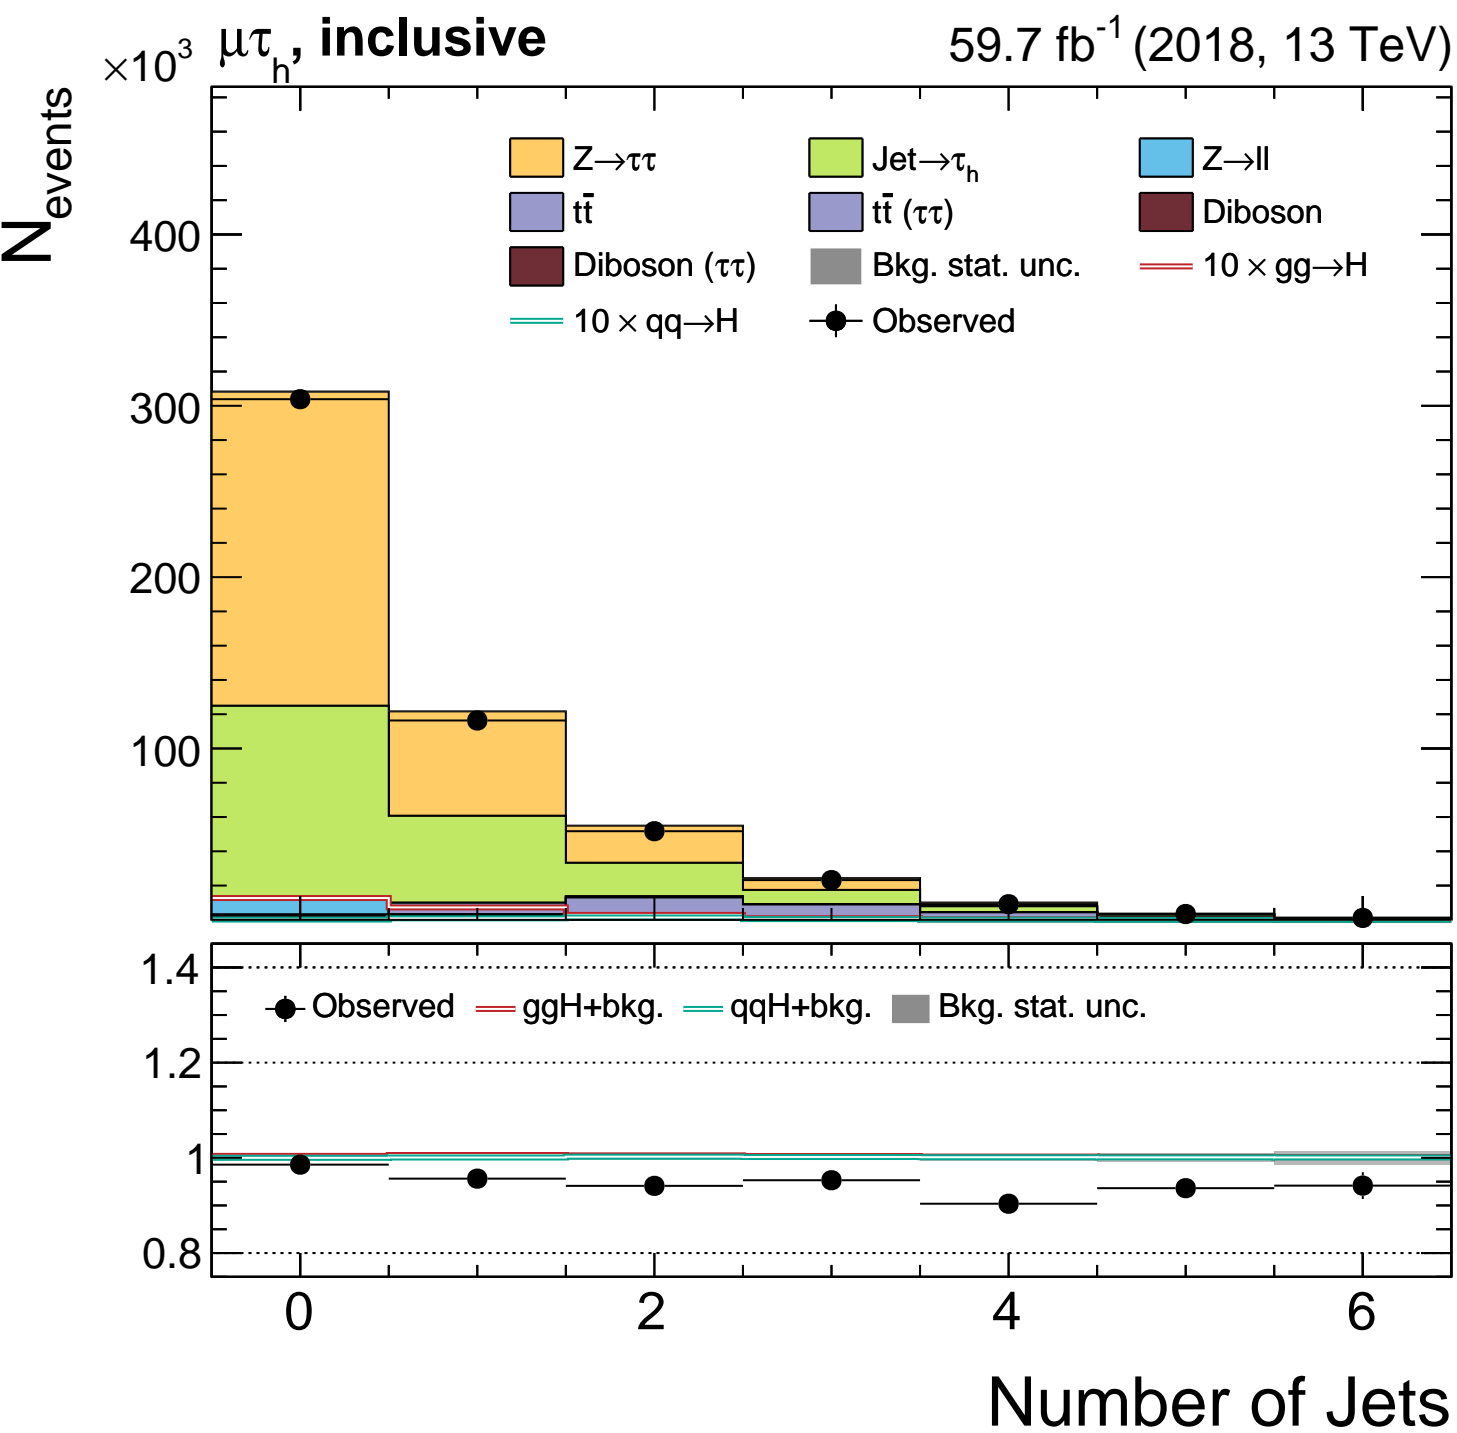 ×10³ μτₕ, inclusive 59.7 fb⁻¹ (2018, 13 TeV)
N_events
400
300
200
100
Z→ττ Jet→τₕ Z→ll
tt̄ tt̄ (ττ) Diboson
Diboson (ττ) Bkg. stat. unc. 10 × gg→H
10 × qq→H Observed
1.4
1.2
1
0.8
Observed ggH+bkg. qqH+bkg. Bkg. stat. unc.
0 2 4 6
Number of Jets